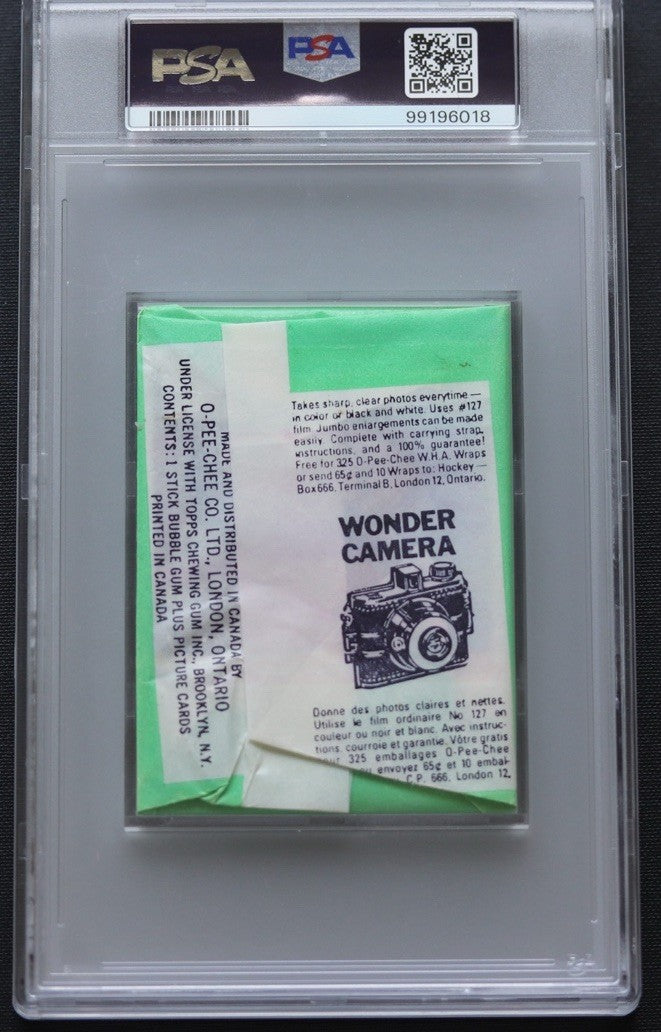 PSA
PSA
99196018
MADE AND DISTRIBUTED IN CANADA BY
O-PEE-CHEE CO. LTD., LONDON, ONTARIO
UNDER LICENSE WITH TOPPS CHEWING GUM INC., BROOKLYN, N.Y.
CONTENTS: 1 STICK BUBBLE GUM PLUS PICTURE CARDS
PRINTED IN CANADA
Takes sharp, clear photos everytime —
in color or black and white. Uses #127
film. Jumbo enlargements can be made
easily. Complete with carrying strap,
instructions, and a 100% guarantee!
Free for 325 O-Pee-Chee W.H.A. Wraps
or send 65¢ and 10 Wraps to: Hockey —
Box 666, Terminal B, London 12, Ontario.
WONDER
CAMERA
Donne des photos claires et nettes.
Utilise le film ordinaire No 127 en
couleur ou noir et blanc. Avec instruc-
tions, courroie et garantie. Vôtre gratis
325 emballages O-Pee-Chee
envoyez 65¢ et 10 embal-
C.P. 666, London 12,